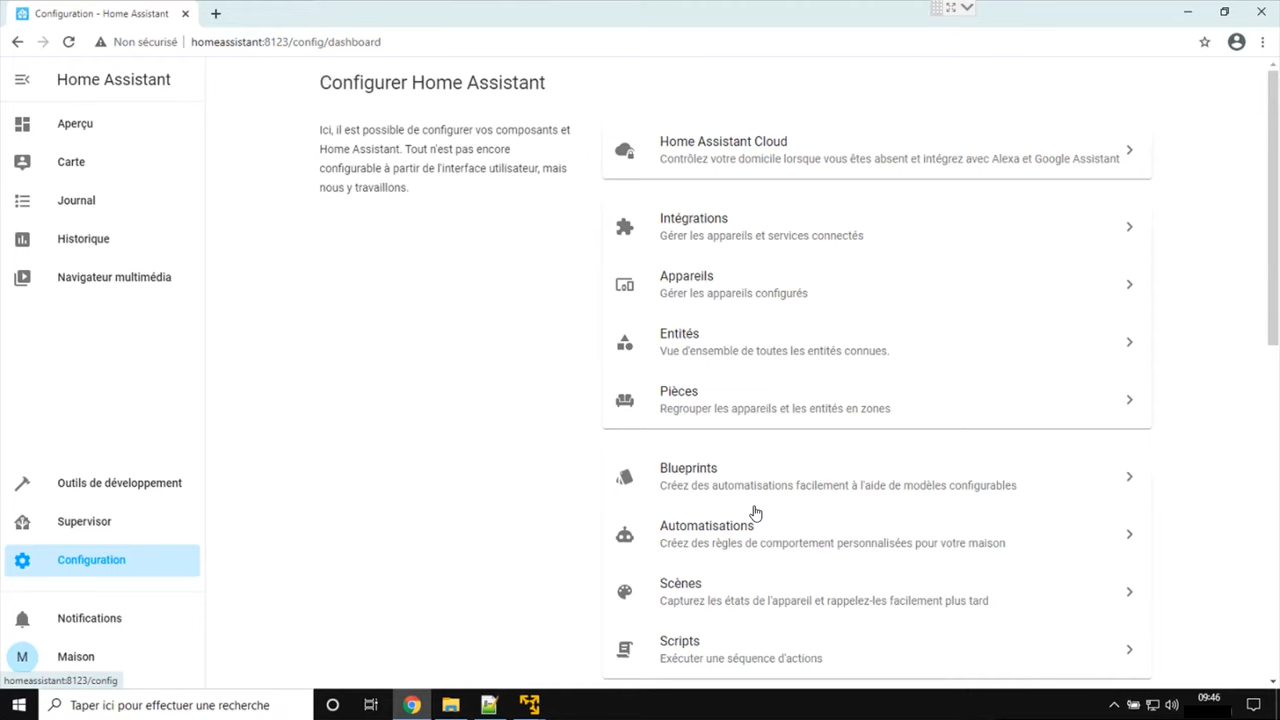 Configuration - Home Assistant
Non sécurisé
homeassistant:8123/config/dashboard
Home Assistant
Aperçu
Carte
Journal
Historique
Navigateur multimédia
Outils de développement
Supervisor
Configuration
Notifications
M
Maison
homeassistant:8123/config
Configurer Home Assistant
Ici, il est possible de configurer vos composants et
Home Assistant. Tout n'est pas encore
configurable à partir de l'interface utilisateur, mais
nous y travaillons.
Home Assistant Cloud
Contrôlez votre domicile lorsque vous êtes absent et intégrez avec Alexa et Google Assistant
Intégrations
Gérer les appareils et services connectés
Appareils
Gérer les appareils configurés
Entités
Vue d'ensemble de toutes les entités connues.
Pièces
Regrouper les appareils et les entités en zones
Blueprints
Créez des automatisations facilement à l'aide de modèles configurables
Automatisations
Créez des règles de comportement personnalisées pour votre maison
Scènes
Capturez les états de l'appareil et rappelez-les facilement plus tard
Scripts
Exécuter une séquence d'actions
Taper ici pour effectuer une recherche
09:46